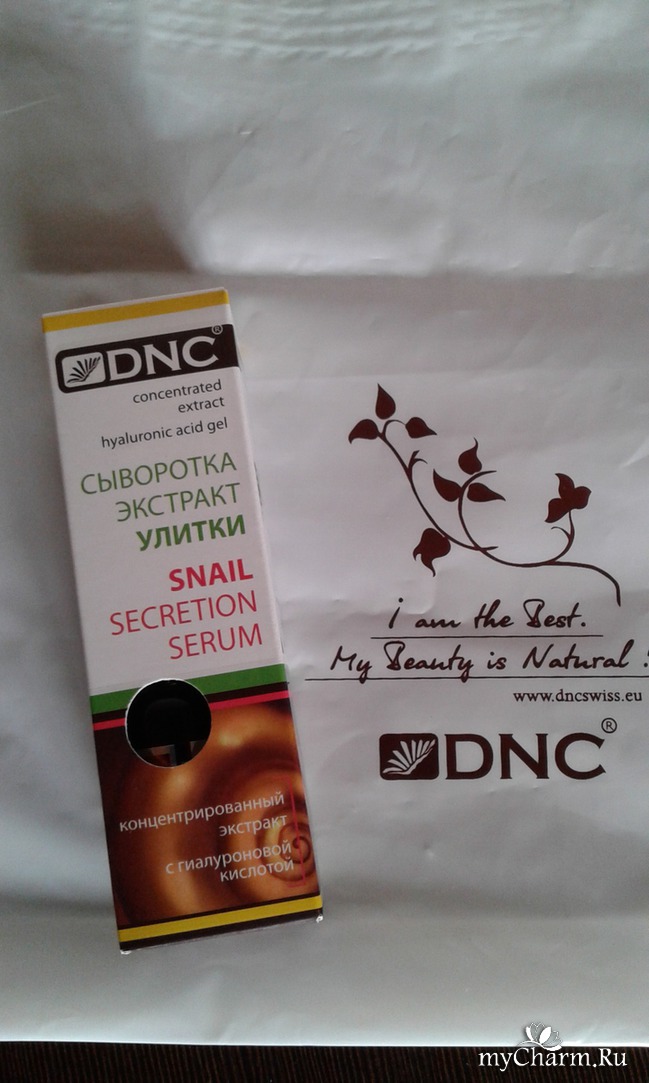 DNC®
concentrated
extract
hyaluronic acid gel
СЫВОРОТКА
ЭКСТРАКТ
УЛИТКИ
SNAIL
SECRETION
SERUM
концентрированный
экстракт
с гиалуроновой
кислотой
i am the Best.
My Beauty is Natural!
www.dncswiss.eu
DNC®
myCharm.Ru